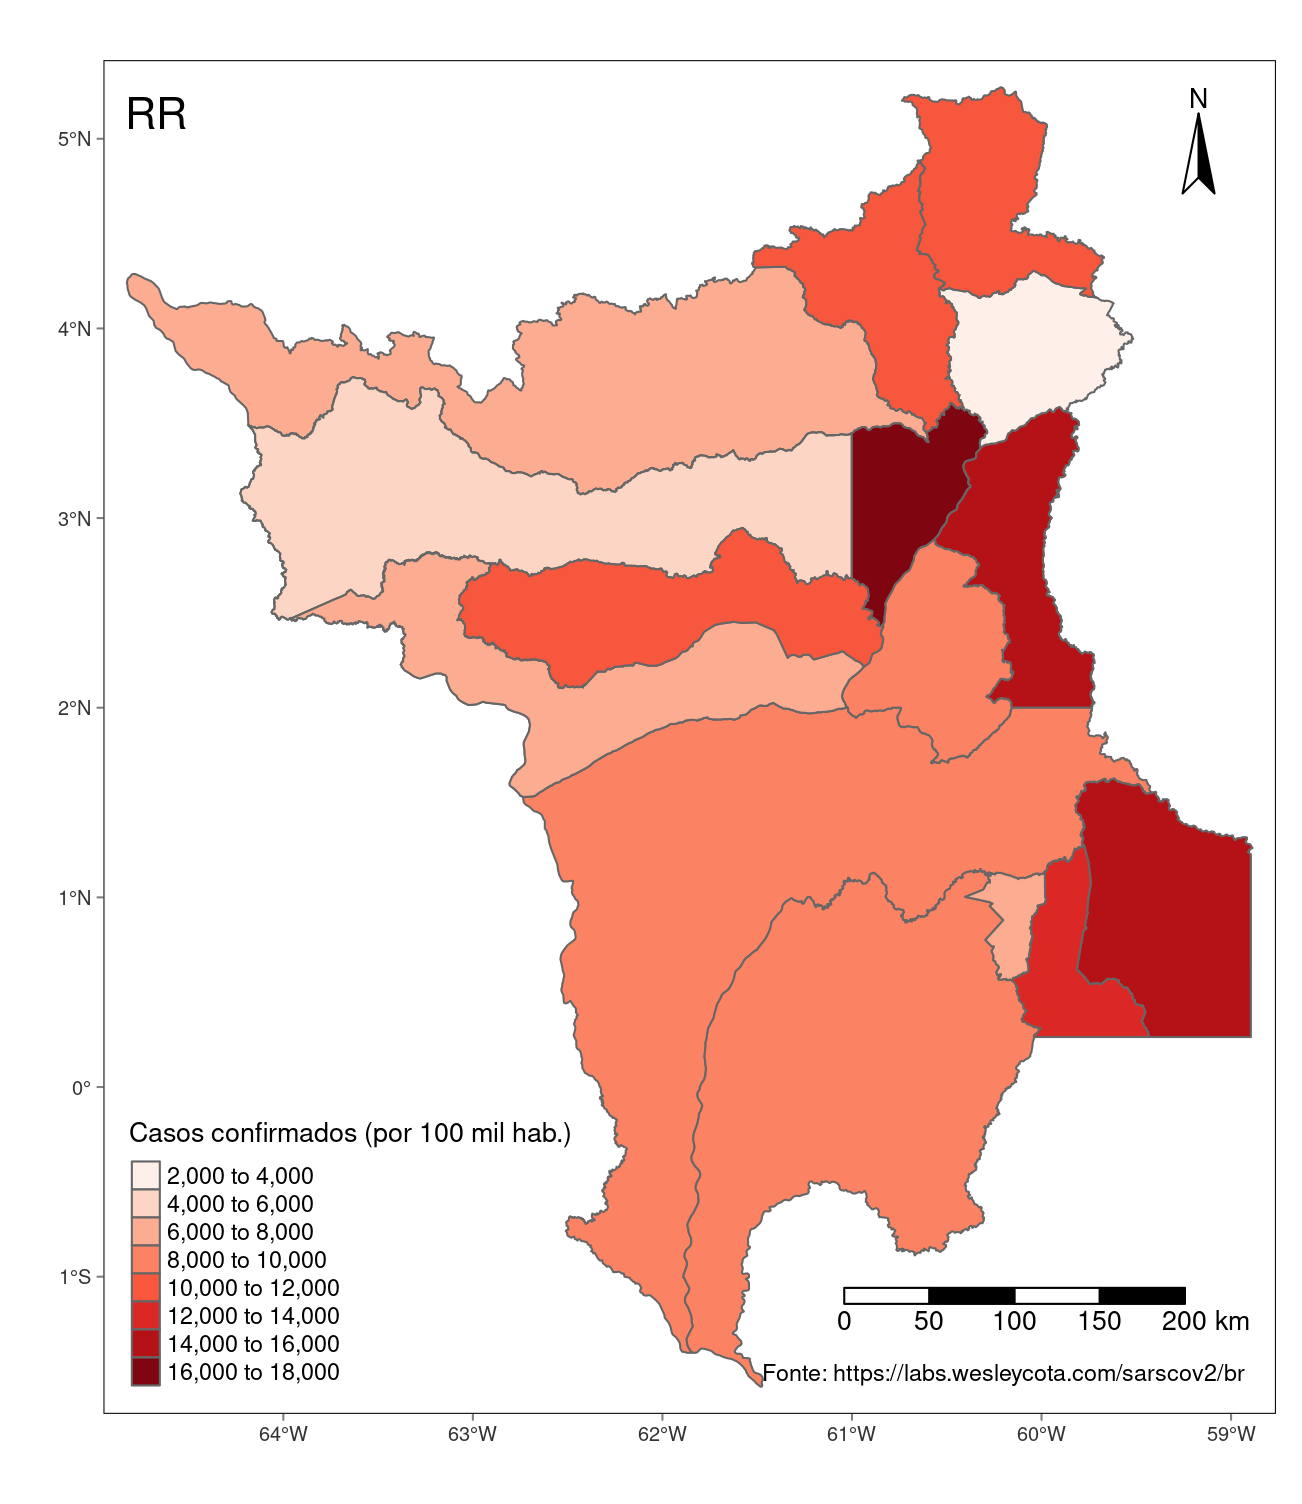 RR
N
5°N
4°N
3°N
2°N
1°N
0°
1°S
Casos confirmados (por 100 mil hab.)
2,000 to 4,000
4,000 to 6,000
6,000 to 8,000
8,000 to 10,000
10,000 to 12,000
12,000 to 14,000
14,000 to 16,000
16,000 to 18,000
0 50 100 150 200 km
Fonte: https://labs.wesleycota.com/sarscov2/br
64°W 63°W 62°W 61°W 60°W 59°W